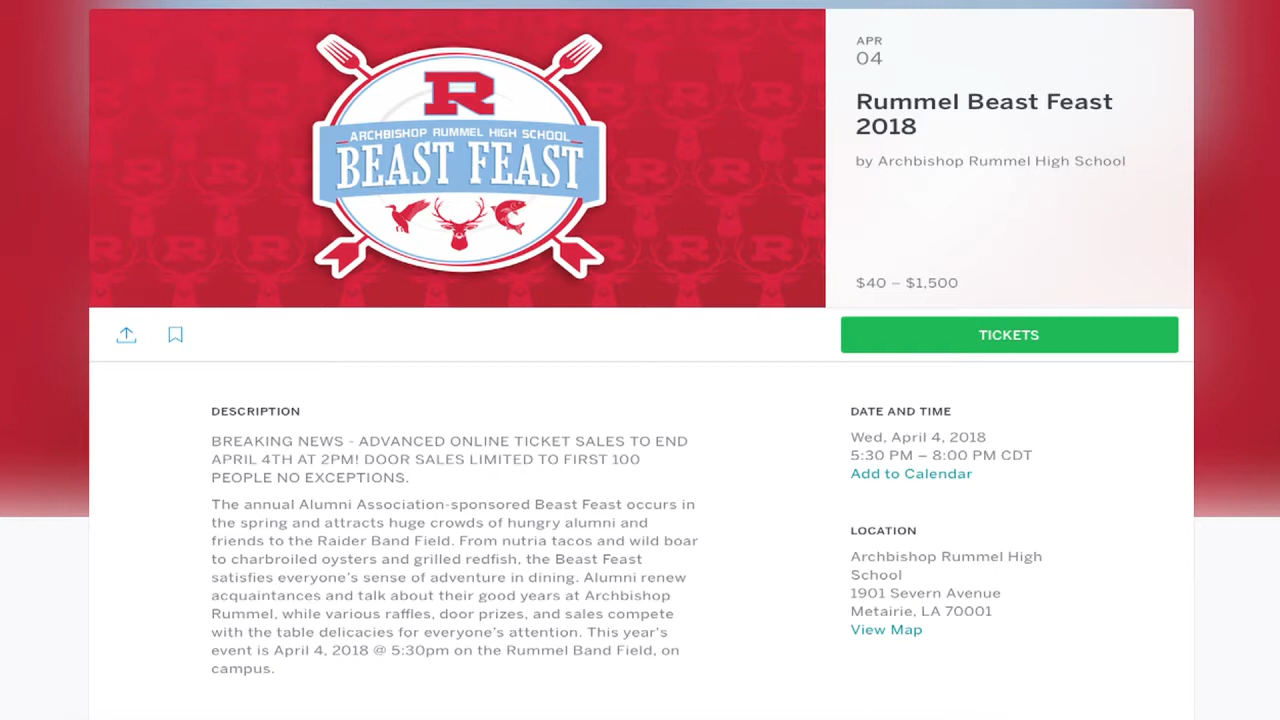 R
ARCHBISHOP RUMMEL HIGH SCHOOL
BEAST FEAST
APR
04
Rummel Beast Feast
2018
by Archbishop Rummel High School
$40 – $1,500
TICKETS
DESCRIPTION
BREAKING NEWS - ADVANCED ONLINE TICKET SALES TO END
APRIL 4TH AT 2PM! DOOR SALES LIMITED TO FIRST 100
PEOPLE NO EXCEPTIONS.
The annual Alumni Association-sponsored Beast Feast occurs in
the spring and attracts huge crowds of hungry alumni and
friends to the Raider Band Field. From nutria tacos and wild boar
to charbroiled oysters and grilled redfish, the Beast Feast
satisfies everyone's sense of adventure in dining. Alumni renew
acquaintances and talk about their good years at Archbishop
Rummel, while various raffles, door prizes, and sales compete
with the table delicacies for everyone's attention. This year's
event is April 4, 2018 @ 5:30pm on the Rummel Band Field, on
campus.
DATE AND TIME
Wed, April 4, 2018
5:30 PM – 8:00 PM CDT
Add to Calendar
LOCATION
Archbishop Rummel High
School
1901 Severn Avenue
Metairie, LA 70001
View Map